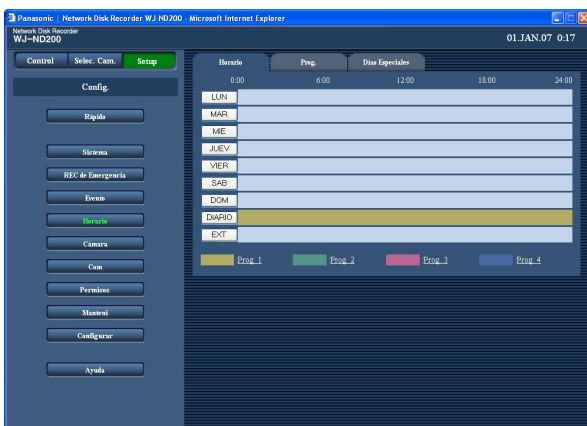 Panasonic | Network Disk Recorder WJ-ND200 - Microsoft Internet Explorer
Network Disk Recorder
WJ-ND200
01.JAN.07 0:17
Control Selec. Cam. Setup
Config.
Rápido
Sistema
REC de Emergencia
Evento
Horario
Cámara
Com
Permisos
Manteni
Configurar
Ayuda
Horario Prog. Días Especiales
0:00 6:00 12:00 18:00 24:00
LUN
MAR
MIE
JUEV
VIER
SAB
DOM
DIARIO
EXT
Prog. 1 Prog. 2 Prog. 3 Prog. 4